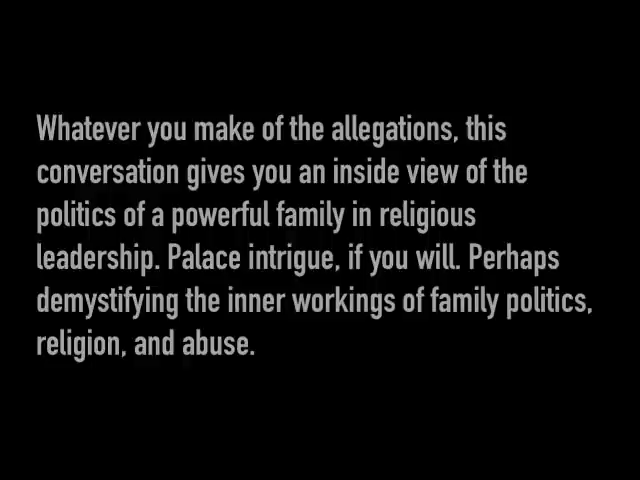 Whatever you make of the allegations, this
conversation gives you an inside view of the
politics of a powerful family in religious
leadership. Palace intrigue, if you will. Perhaps
demystifying the inner workings of family politics,
religion, and abuse.